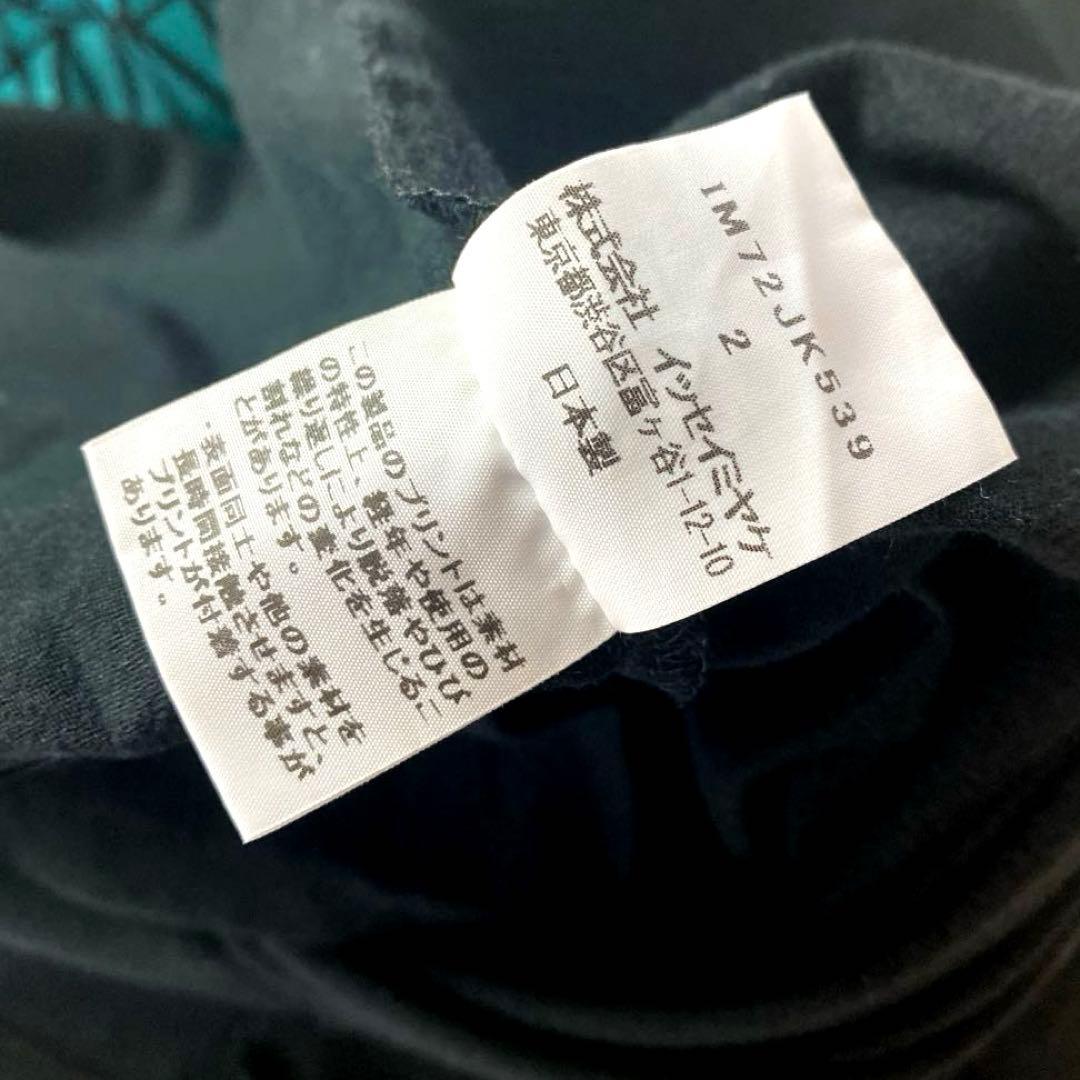 IM72JK539
2
株式会社 イッセイミヤケ
東京都渋谷区富ヶ谷1-12-10
日本製
この製品のプリントは素材
の特性上、経年や使用の
繰り返しにより脱落やひび
割れなどの変化を生じるこ
とがあります。
・表面同士や他の素材を
長時間接触させますと、
プリントが付着する事が
あります。